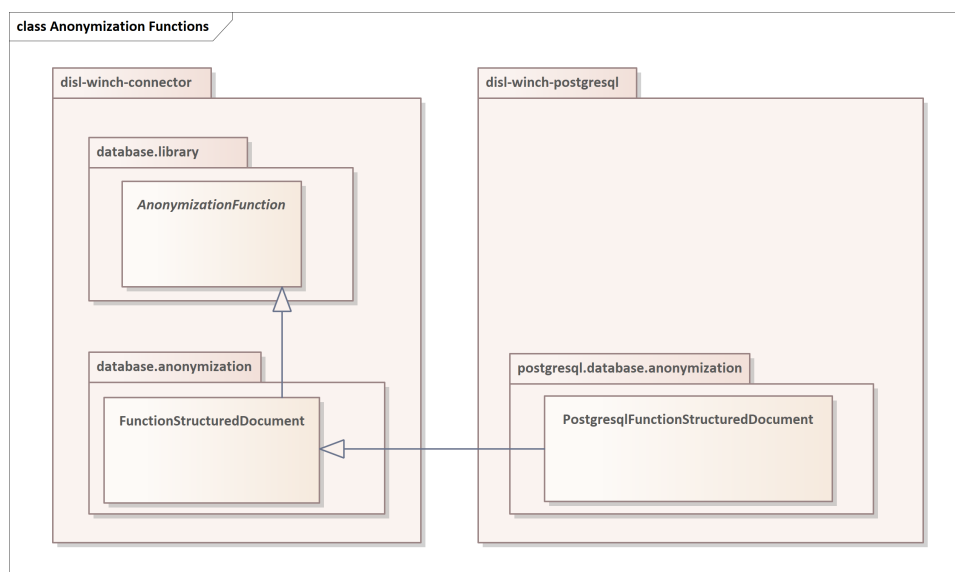 class Anonymization Functions
disl-winch-connector
disl-winch-postgresql
database.library
AnonymizationFunction
database.anonymization
postgresql.database.anonymization
FunctionStructuredDocument
PostgresqlFunctionStructuredDocument